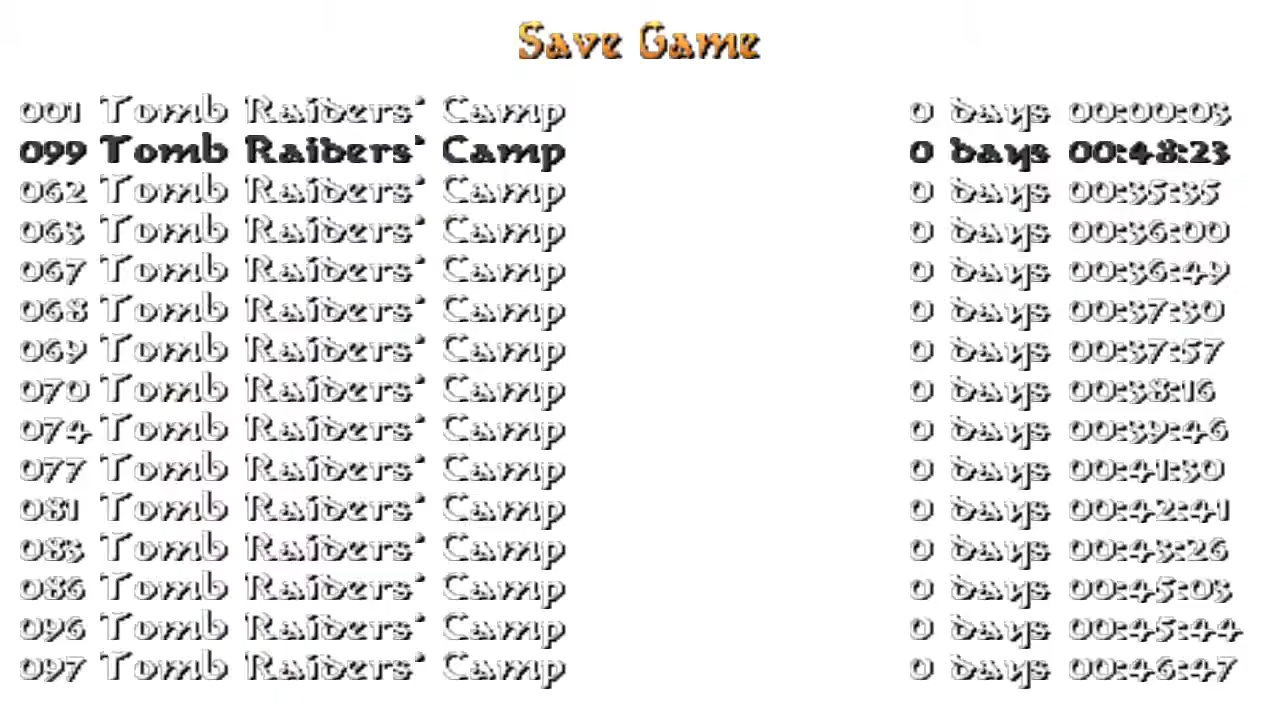 Save Game
001 Tomb Raiders' Camp 0 days 00:00:03
099 Tomb Raiders' Camp 0 days 00:48:23
062 Tomb Raiders' Camp 0 days 00:35:35
063 Tomb Raiders' Camp 0 days 00:36:00
067 Tomb Raiders' Camp 0 days 00:36:49
068 Tomb Raiders' Camp 0 days 00:37:30
069 Tomb Raiders' Camp 0 days 00:37:57
070 Tomb Raiders' Camp 0 days 00:38:16
074 Tomb Raiders' Camp 0 days 00:39:46
077 Tomb Raiders' Camp 0 days 00:41:30
081 Tomb Raiders' Camp 0 days 00:42:41
083 Tomb Raiders' Camp 0 days 00:43:26
086 Tomb Raiders' Camp 0 days 00:45:03
096 Tomb Raiders' Camp 0 days 00:45:44
097 Tomb Raiders' Camp 0 days 00:46:47